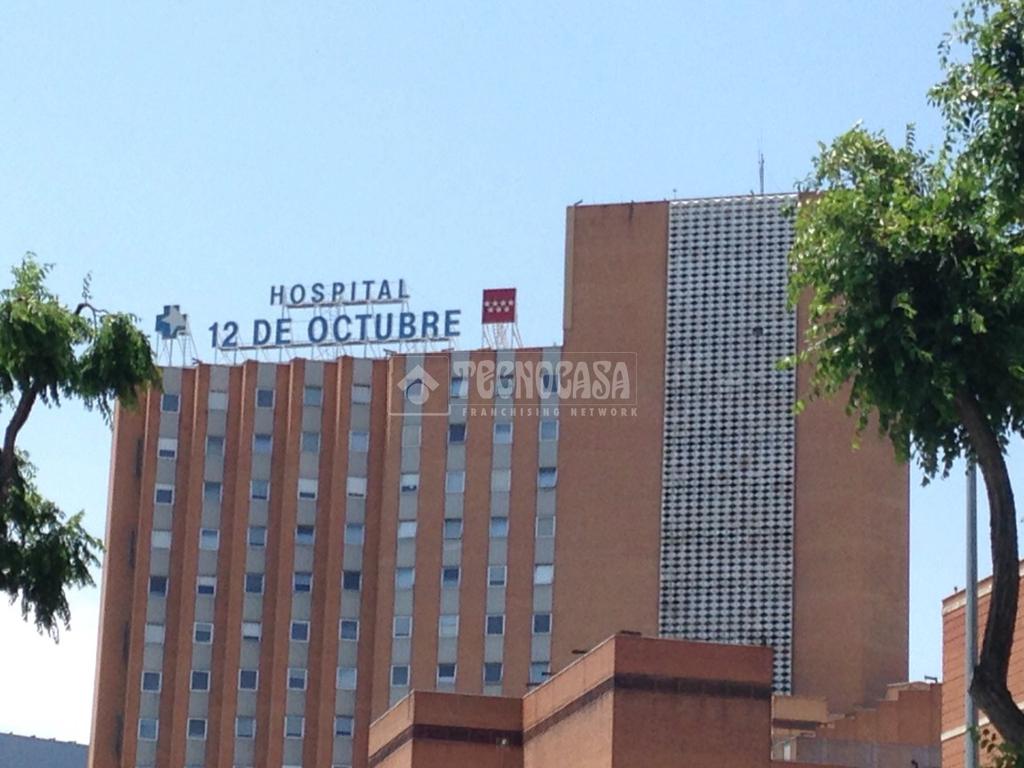 HOSPITAL
12 DE OCTUBRE
TECNOCASA
FRANCHISING NETWORK